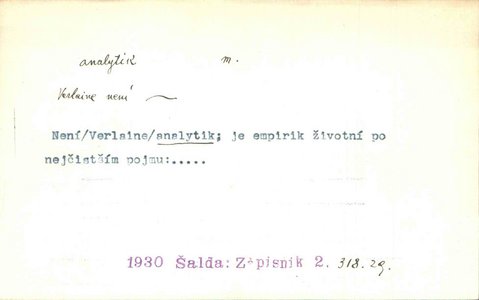 analytik m.
Verlaine není ~
Není/Verlaine/analytik; je empirik životní po
nejčistším pojmu:.....
1930 Šalda: Zápisník 2. 318.29.